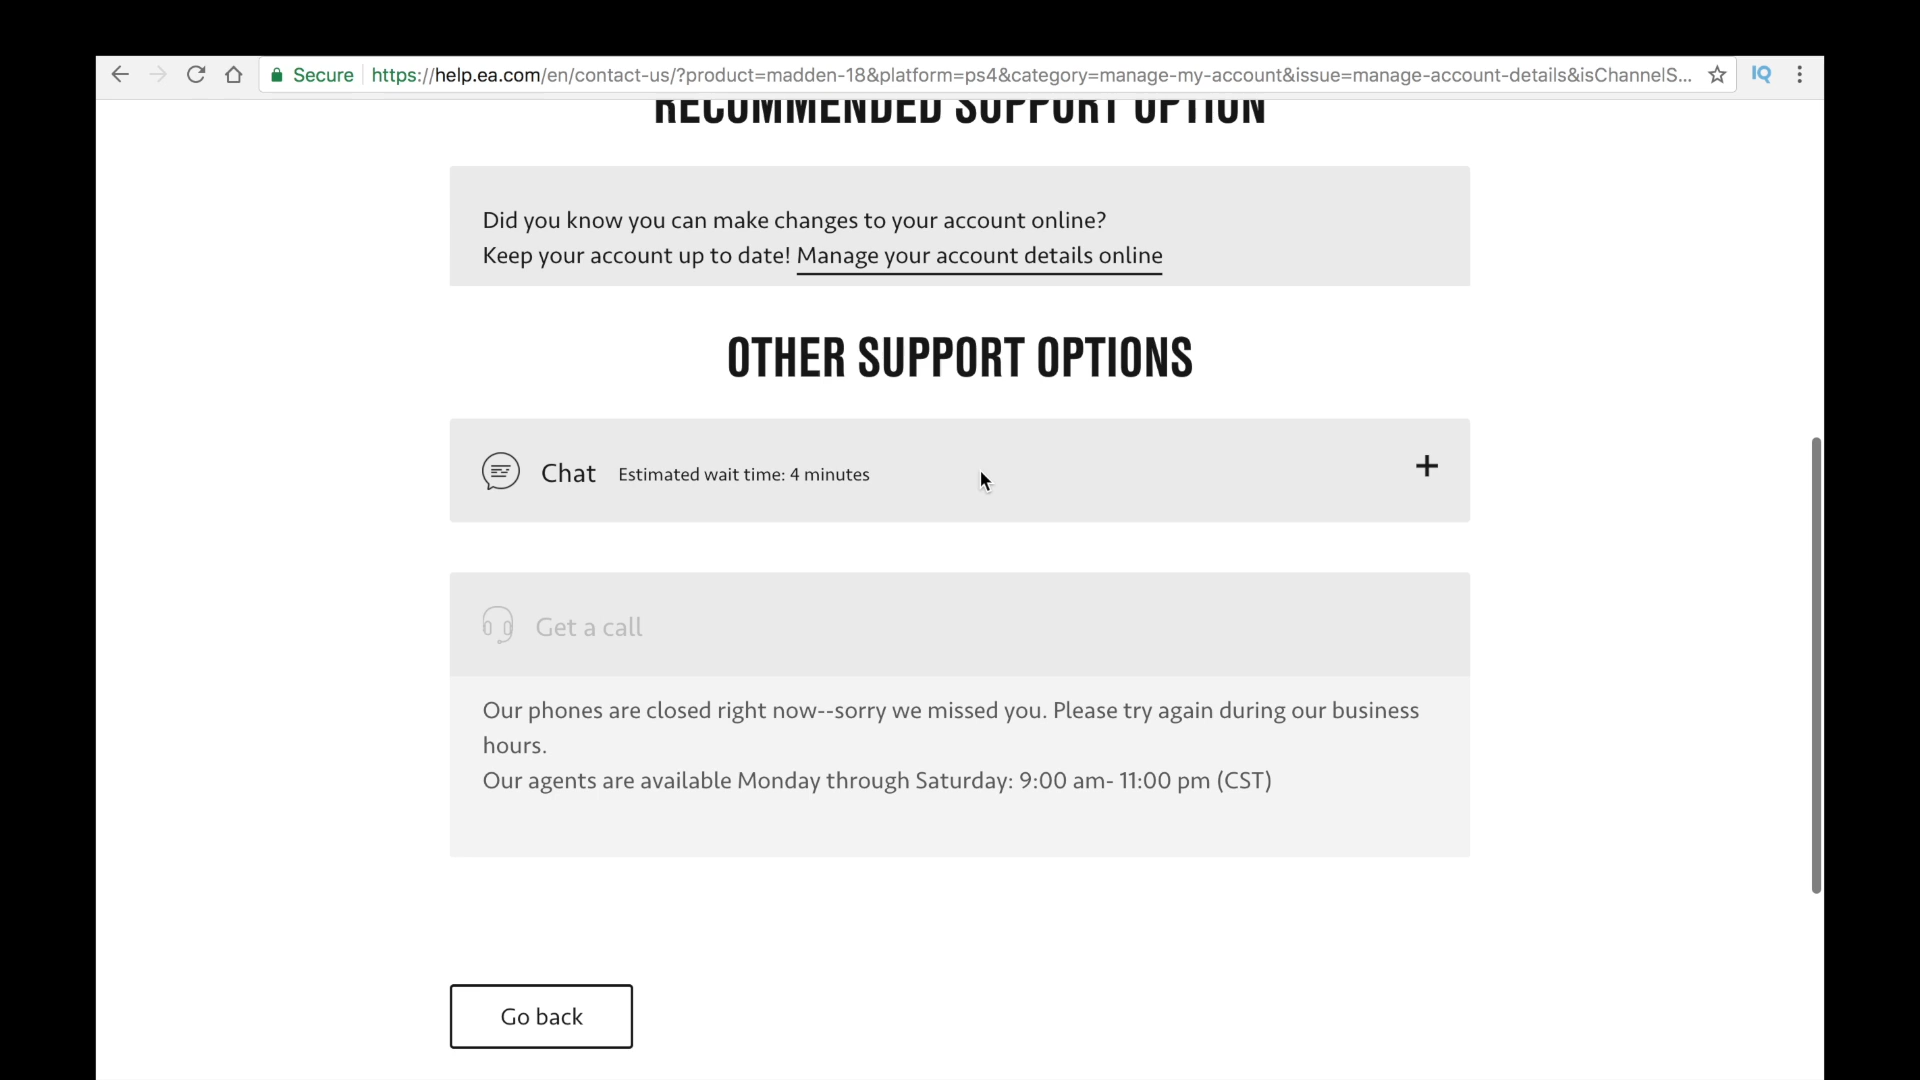 Secure https://help.ea.com/en/contact-us/?product=madden-18&platform=ps4&category=manage-my-account&issue=manage-account-details&isChannelS... IQ
RECOMMENDED SUPPORT OPTION
Did you know you can make changes to your account online?
Keep your account up to date! Manage your account details online
OTHER SUPPORT OPTIONS
Chat Estimated wait time: 4 minutes
Get a call
Our phones are closed right now--sorry we missed you. Please try again during our business
hours.
Our agents are available Monday through Saturday: 9:00 am- 11:00 pm (CST)
Go back